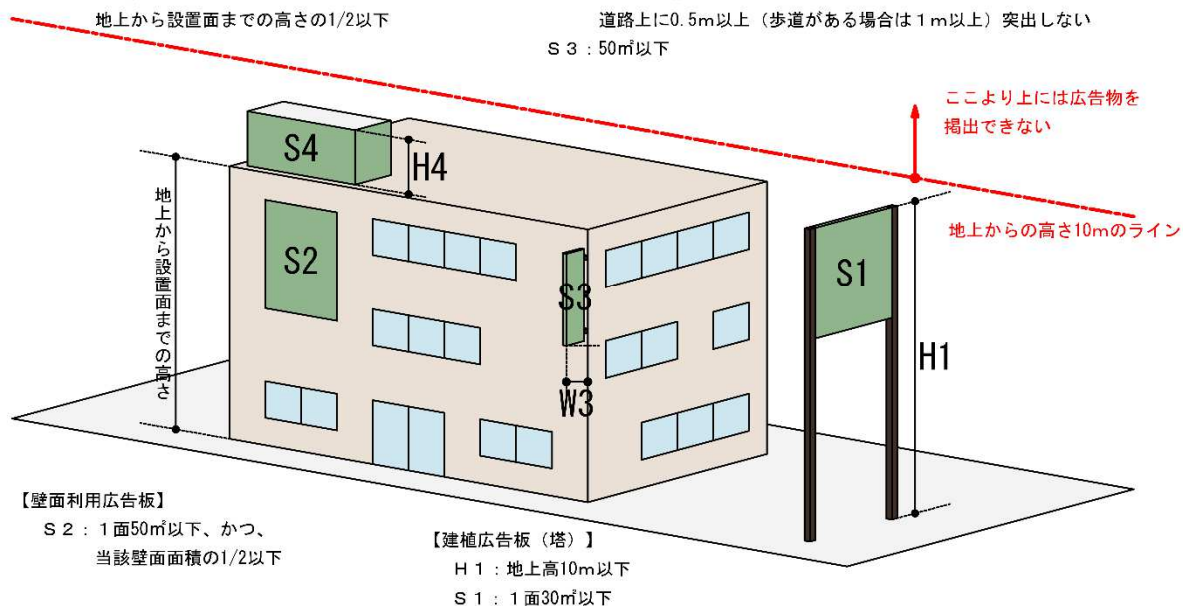 地上から設置面までの高さの1/2以下
道路上に0.5m以上（歩道がある場合は１m以上）突出しない
Ｓ３：50㎡以下
ここより上には広告物を
掲出できない
地上からの高さ10mのライン
S4
H4
S2
S3
W3
S1
H1
地上から設置面までの高さ
【壁面利用広告板】
Ｓ２：１面50㎡以下、かつ、
当該壁面面積の1/2以下
【建植広告板（塔）】
Ｈ１：地上高10m以下
Ｓ１：１面30㎡以下